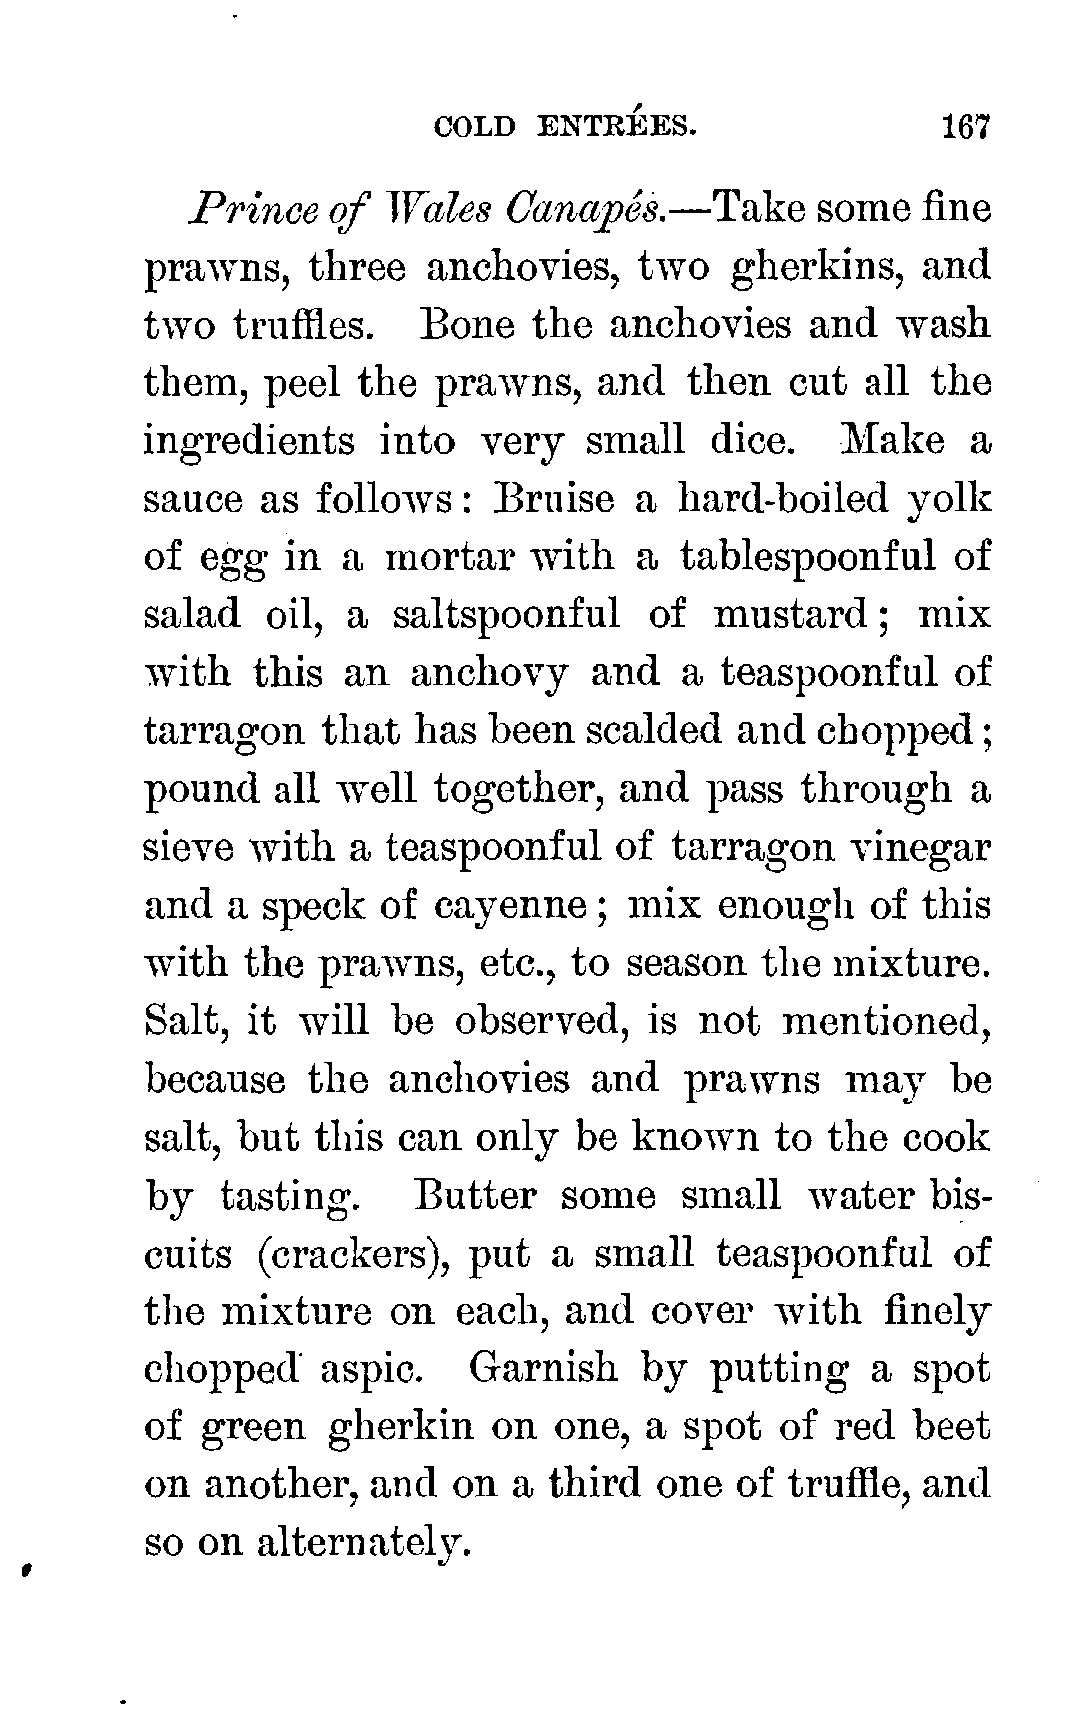 COLD ENTRÉES. 167
Prince of Wales Canapés.—Take some fine
prawns, three anchovies, two gherkins, and
two truffles. Bone the anchovies and wash
them, peel the prawns, and then cut all the
ingredients into very small dice. Make a
sauce as follows: Bruise a hard-boiled yolk
of egg in a mortar with a tablespoonful of
salad oil, a saltspoonful of mustard; mix
with this an anchovy and a teaspoonful of
tarragon that has been scalded and chopped;
pound all well together, and pass through a
sieve with a teaspoonful of tarragon vinegar
and a speck of cayenne; mix enough of this
with the prawns, etc., to season the mixture.
Salt, it will be observed, is not mentioned,
because the anchovies and prawns may be
salt, but this can only be known to the cook
by tasting. Butter some small water bis-
cuits (crackers), put a small teaspoonful of
the mixture on each, and cover with finely
chopped aspic. Garnish by putting a spot
of green gherkin on one, a spot of red beet
on another, and on a third one of truffle, and
so on alternately.